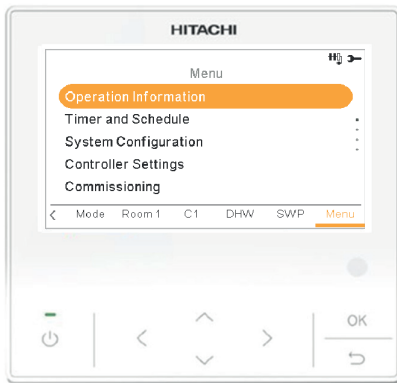 HITACHI
Menu
Operation Information
Timer and Schedule
System Configuration
Controller Settings
Commissioning
< Mode Room 1 C1 DHW SWP Menu
OK